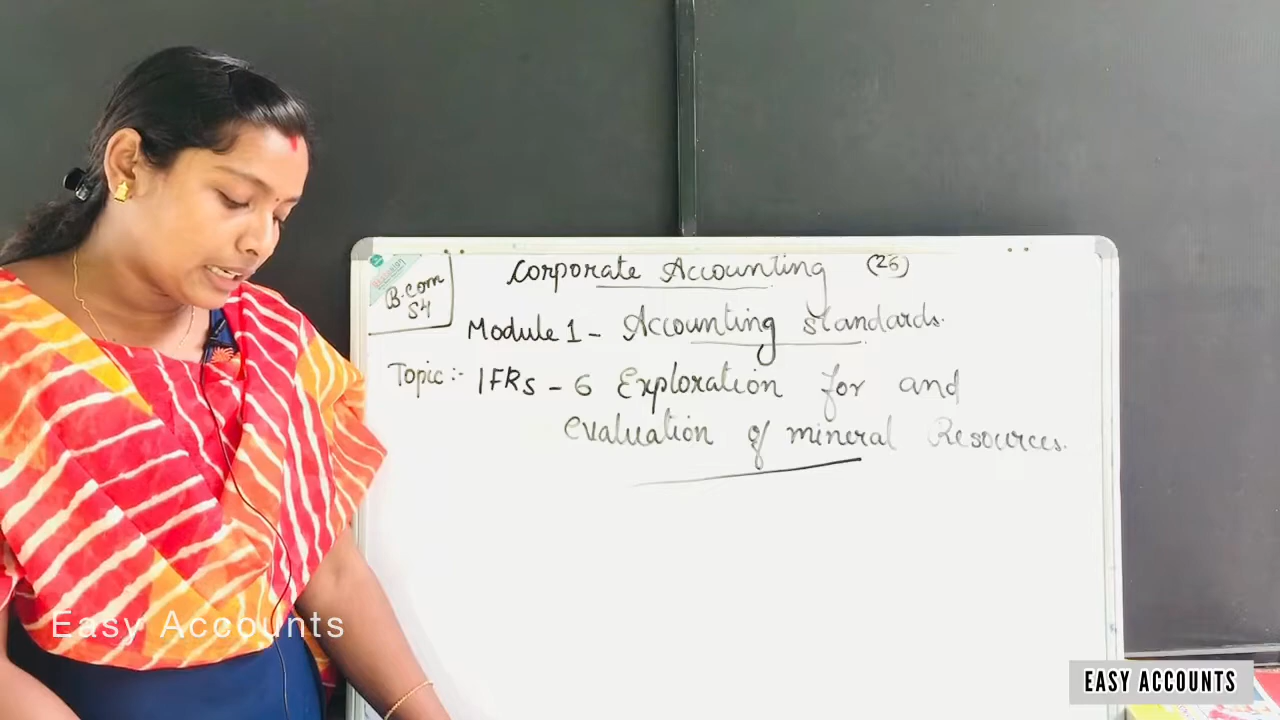 B.com
S4
Corporate Accounting (26)
Module 1 - Accounting standards.
Topic :- IFRS - 6 Exploration for and
evaluation of mineral Resources.
Easy Accounts
EASY ACCOUNTS